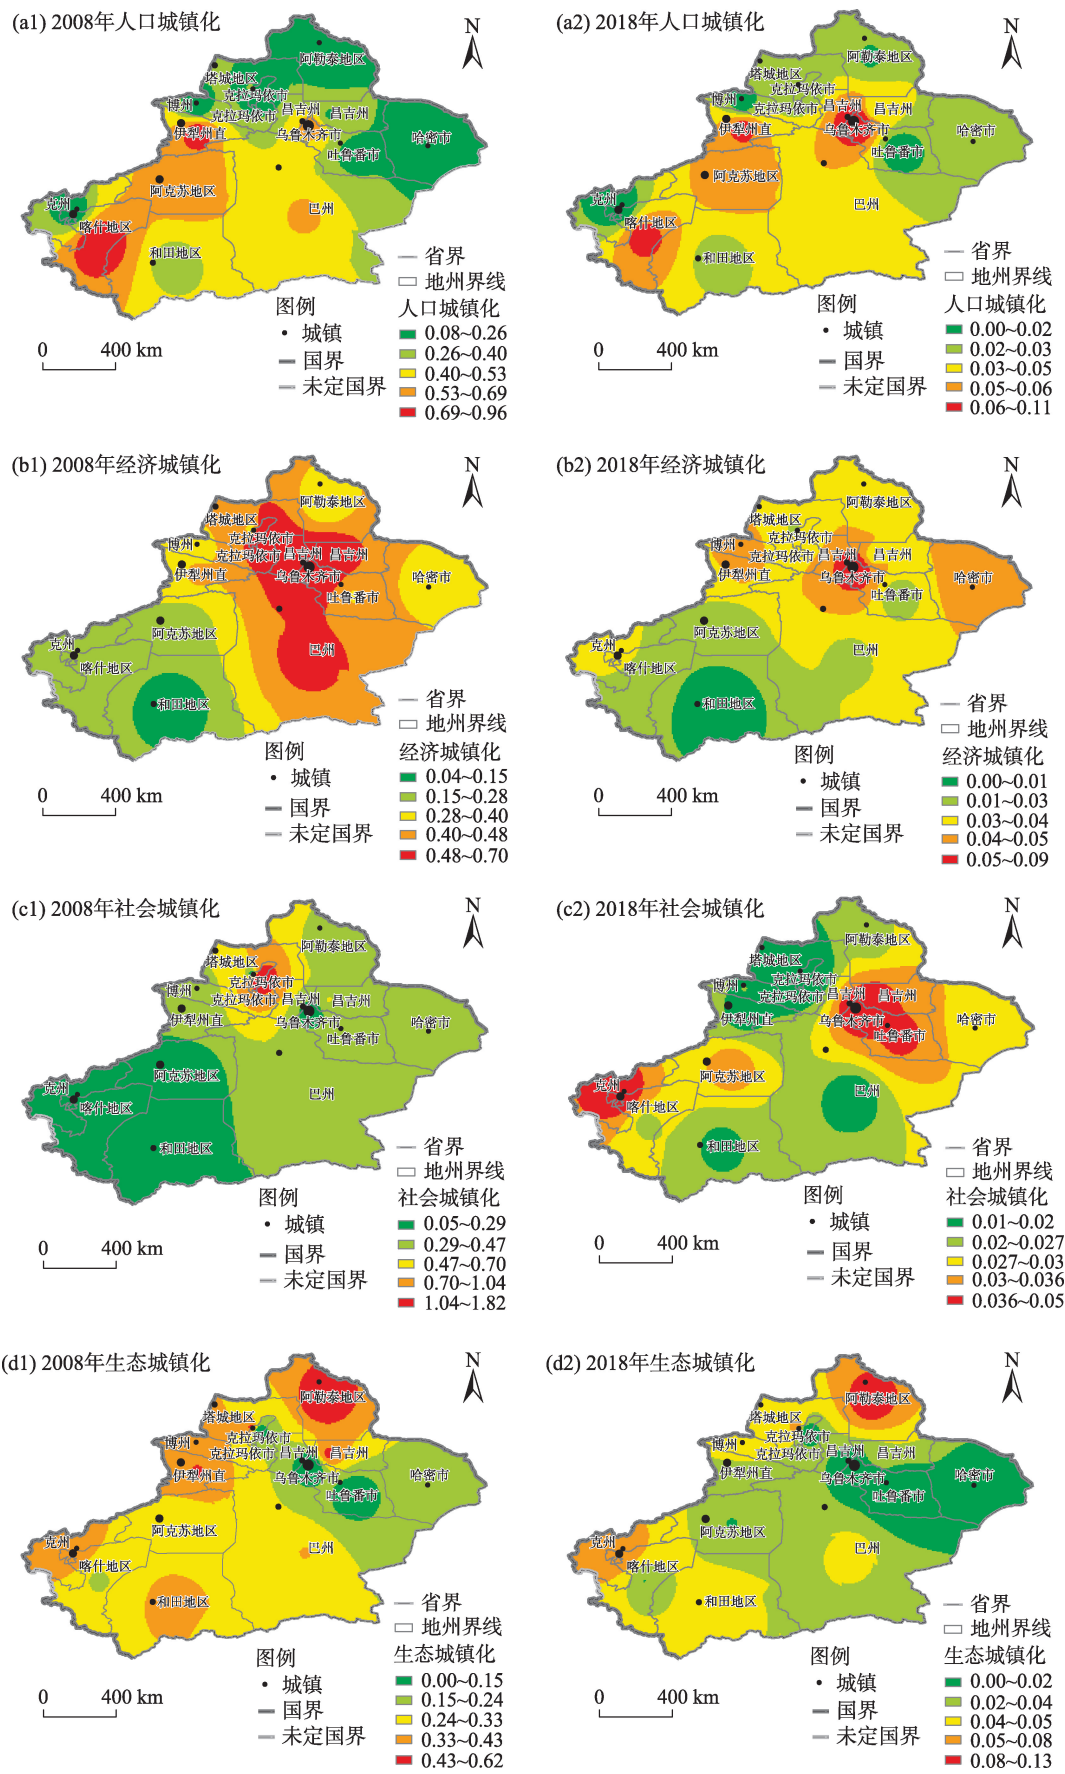 (a1) 2008年人口城镇化
N
阿勒泰地区
塔城地区
克拉玛依市
博州
克拉玛依市
昌吉州
昌吉州
伊犁州直
乌鲁木齐市
吐鲁番市
哈密市
阿克苏地区
克州
喀什地区
巴州
和田地区
省界
地州界线
图例
城镇
国界
未定国界
人口城镇化
0.08~0.26
0.26~0.40
0.40~0.53
0.53~0.69
0.69~0.96
0 400 km
(a2) 2018年人口城镇化
N
阿勒泰地区
塔城地区
克拉玛依市
博州
克拉玛依市
昌吉州
昌吉州
伊犁州直
乌鲁木齐市
吐鲁番市
哈密市
阿克苏地区
克州
喀什地区
巴州
和田地区
省界
地州界线
图例
城镇
国界
未定国界
人口城镇化
0.00~0.02
0.02~0.03
0.03~0.05
0.05~0.06
0.06~0.11
0 400 km
(b1) 2008年经济城镇化
N
阿勒泰地区
塔城地区
克拉玛依市
博州
克拉玛依市
昌吉州
昌吉州
伊犁州直
乌鲁木齐市
吐鲁番市
哈密市
阿克苏地区
克州
喀什地区
巴州
和田地区
省界
地州界线
图例
城镇
国界
未定国界
经济城镇化
0.04~0.15
0.15~0.28
0.28~0.40
0.40~0.48
0.48~0.70
0 400 km
(b2) 2018年经济城镇化
N
阿勒泰地区
塔城地区
克拉玛依市
博州
克拉玛依市
昌吉州
昌吉州
伊犁州直
乌鲁木齐市
吐鲁番市
哈密市
阿克苏地区
克州
喀什地区
巴州
和田地区
省界
地州界线
图例
城镇
国界
未定国界
经济城镇化
0.00~0.01
0.01~0.03
0.03~0.04
0.04~0.05
0.05~0.09
0 400 km
(c1) 2008年社会城镇化
N
阿勒泰地区
塔城地区
克拉玛依市
博州
克拉玛依市
昌吉州
昌吉州
伊犁州直
乌鲁木齐市
吐鲁番市
哈密市
阿克苏地区
克州
喀什地区
巴州
和田地区
省界
地州界线
图例
城镇
国界
未定国界
社会城镇化
0.05~0.29
0.29~0.47
0.47~0.70
0.70~1.04
1.04~1.82
0 400 km
(c2) 2018年社会城镇化
N
阿勒泰地区
塔城地区
克拉玛依市
博州
克拉玛依市
昌吉州
昌吉州
伊犁州直
乌鲁木齐市
吐鲁番市
哈密市
阿克苏地区
克州
喀什地区
巴州
和田地区
省界
地州界线
图例
城镇
国界
未定国界
社会城镇化
0.01~0.02
0.02~0.027
0.027~0.03
0.03~0.036
0.036~0.05
0 400 km
(d1) 2008年生态城镇化
N
阿勒泰地区
塔城地区
克拉玛依市
博州
克拉玛依市
昌吉州
昌吉州
伊犁州直
乌鲁木齐市
吐鲁番市
哈密市
阿克苏地区
克州
喀什地区
巴州
和田地区
省界
地州界线
图例
城镇
国界
未定国界
生态城镇化
0.00~0.15
0.15~0.24
0.24~0.33
0.33~0.43
0.43~0.62
0 400 km
(d2) 2018年生态城镇化
N
阿勒泰地区
塔城地区
克拉玛依市
博州
克拉玛依市
昌吉州
昌吉州
伊犁州直
乌鲁木齐市
吐鲁番市
哈密市
阿克苏地区
克州
喀什地区
巴州
和田地区
省界
地州界线
图例
城镇
国界
未定国界
生态城镇化
0.00~0.02
0.02~0.04
0.04~0.05
0.05~0.08
0.08~0.13
0 400 km